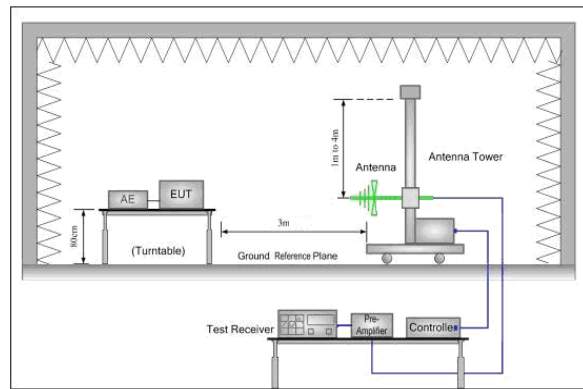 1m to 4m
Antenna
Antenna Tower
AE
EUT
80cm
(Turntable)
3m
Ground Reference Plane
Test Receiver
Pre-
Amplifier
Controller